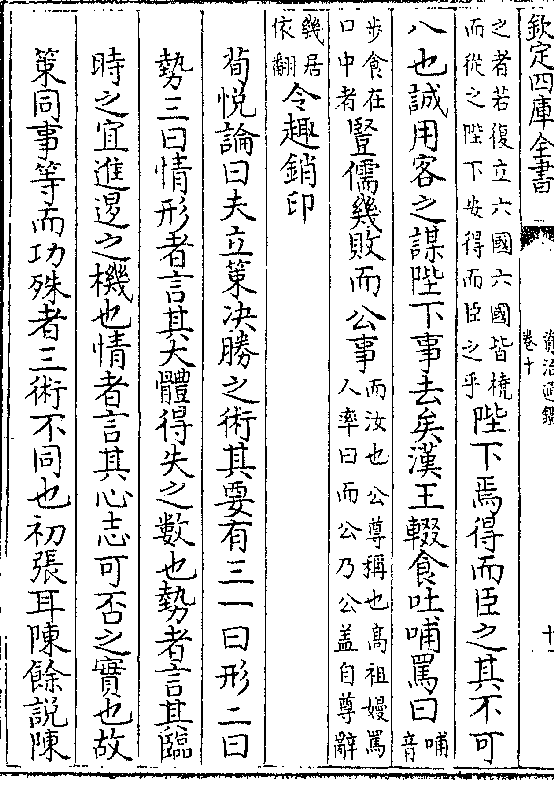 欽定四庫全書
資治通鑑
卷十
之者若復立六國六國皆橈
而從之陛下安得而臣之乎
陛下焉得而臣之其不可
八也誠用客之謀陛下事去矣漢王輟食吐哺罵曰
哺
音
步食在
口中者
豎儒幾敗而公事
而汝也公尊稱也高祖嫚罵
人率曰而公乃公盖自尊辭
幾居
依翻
令趣銷印
荀悦論曰夫立策决勝之術其要有三一曰形二曰
勢三曰情形者言其大體得失之數也勢者言其臨
時之宜進退之機也情者言其心志可否之實也故
策同事等而功殊者三術不同也初張耳陳餘說陳